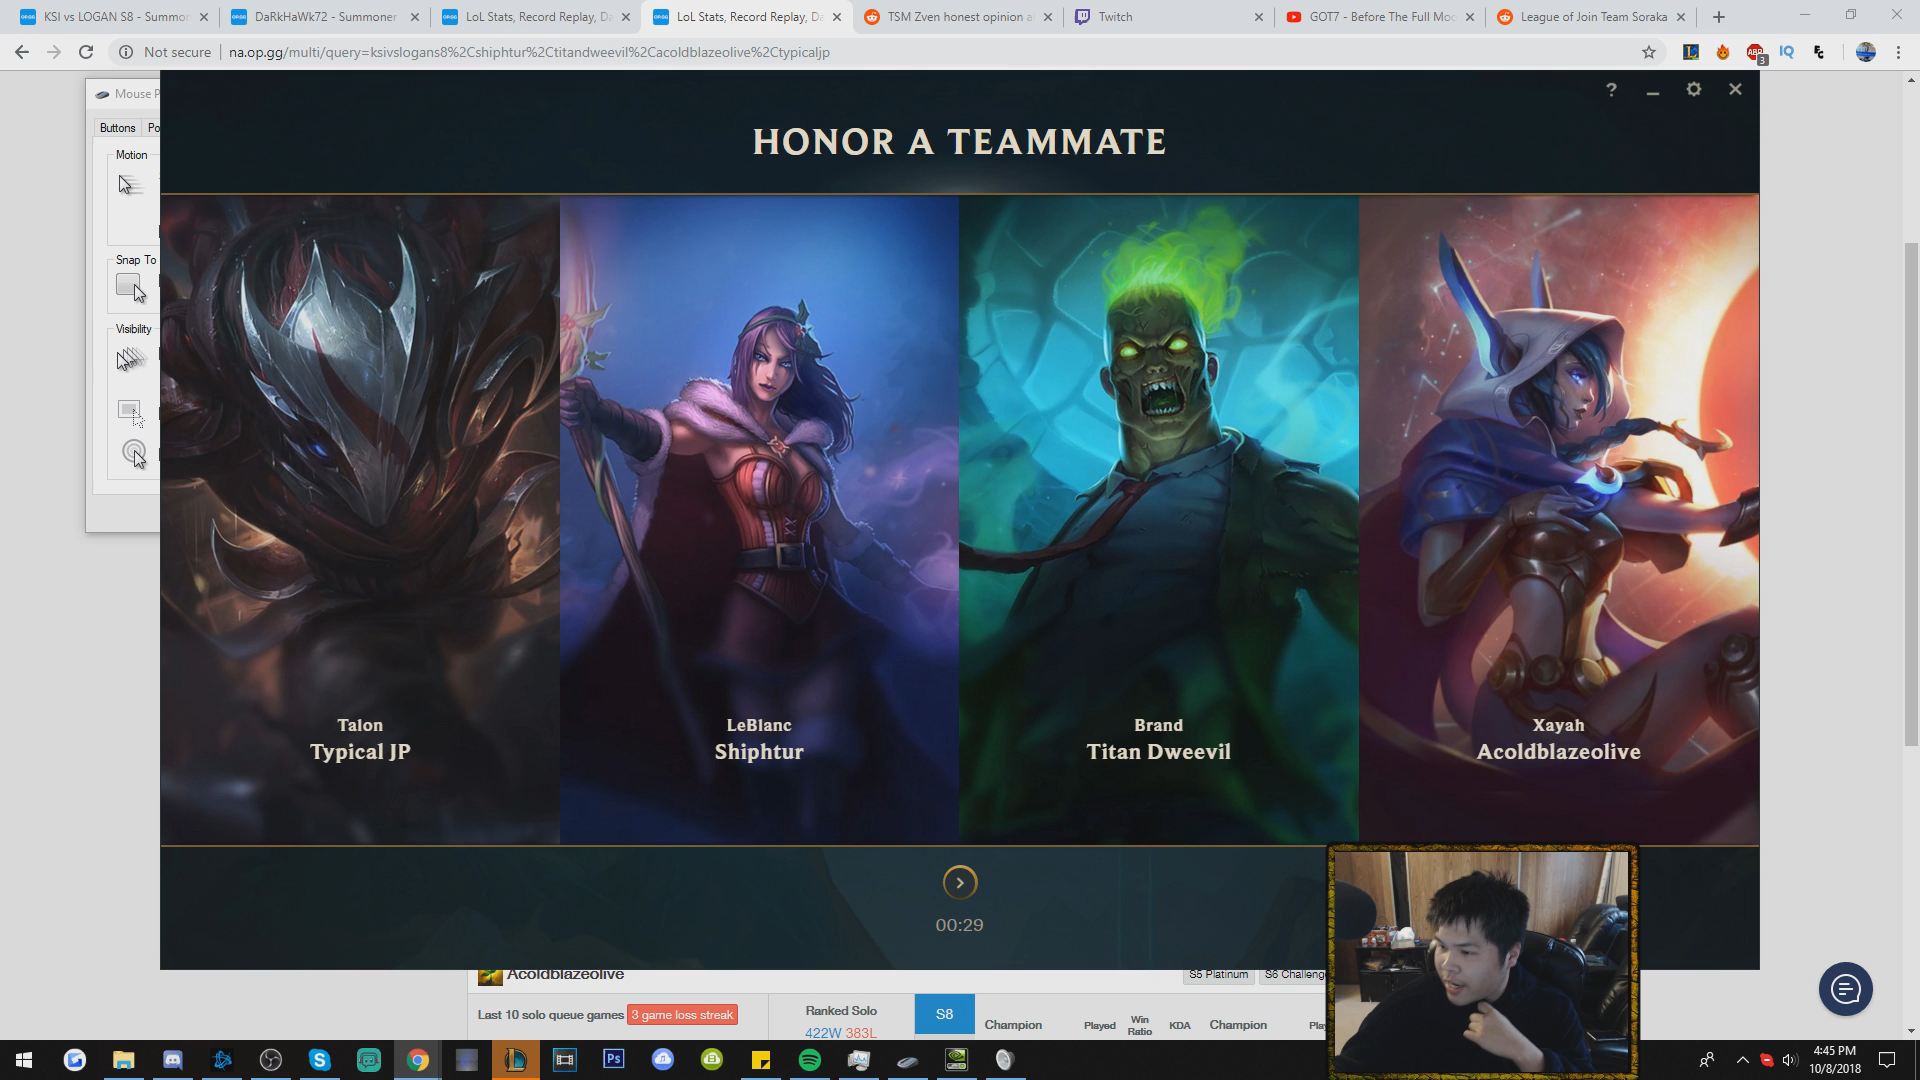 KSI vs LOGAN S8 - Summor
DaRkHaWk72 - Summoner
LoL Stats, Record Replay, Da
LoL Stats, Record Replay, Da
TSM Zven honest opinion a
Twitch
GOT7 - Before The Full Moo
League of Join Team Soraka
Not secure | na.op.gg/multi/query=ksivslogans8%2Cshiphtur%2Ctitandweevil%2Cacoldblazeolive%2Ctypicaljp
Mouse P
Buttons Po
Motion
Snap To
Visibility
HONOR A TEAMMATE
Talon
Typical JP
LeBlanc
Shiphtur
Brand
Titan Dweevil
Xayah
Acoldblazeolive
00:29
Acoldblazeolive
S5 Platinum S6 Challenge
Last 10 solo queue games 3 game loss streak
Ranked Solo
422W 383L
S8
Champion Played Win Ratio KDA Champion Play
4:45 PM
10/8/2018